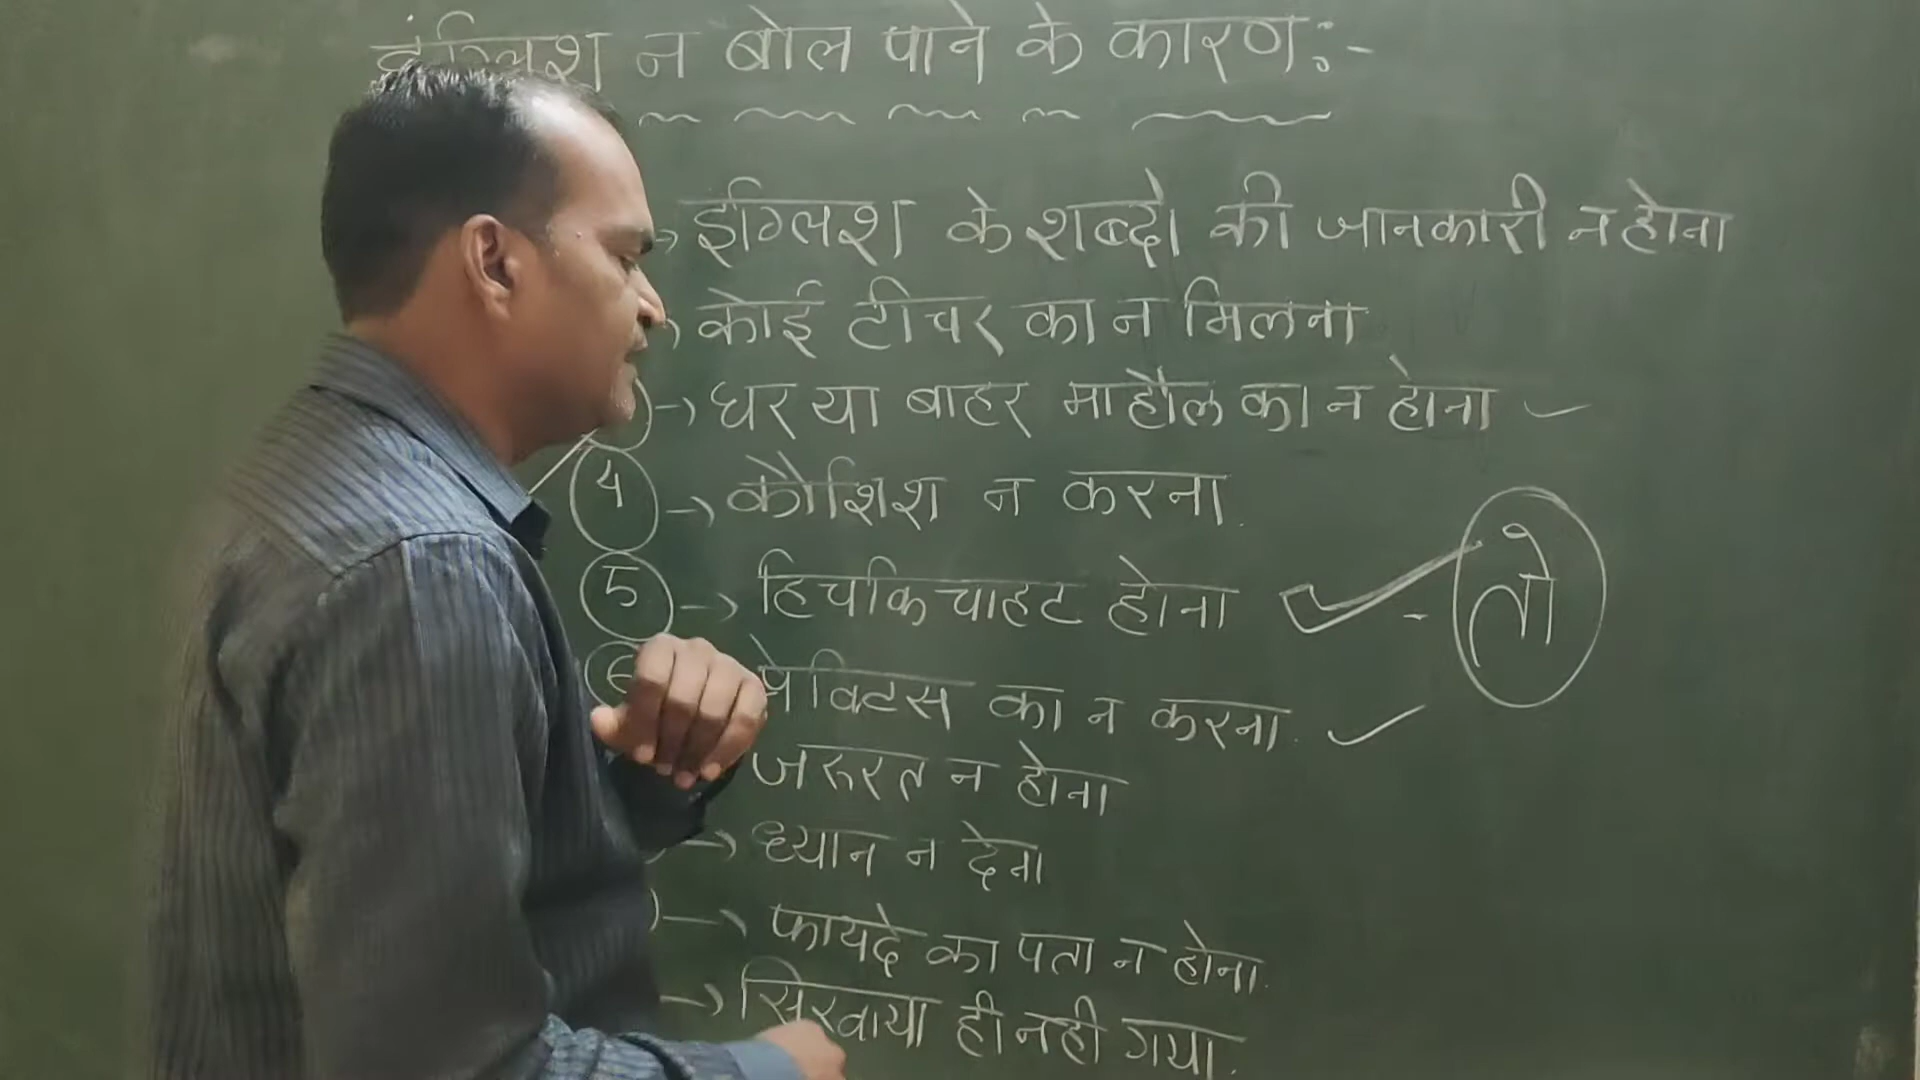 इंग्लिश न बोल पाने के कारण:-
→ इंग्लिश के शब्दो की जानकारी न होना
कोई टीचर का न मिलना
→ घर या बाहर माहौल का न होना
4 → कौशिश न करना
5 → हिचकिचाहट होना - तो
6 प्रेक्टिस का न करना
जरूरत न होना
→ ध्यान न देना
→ फायदे का पता न होना
→ सिखाया ही नही गया